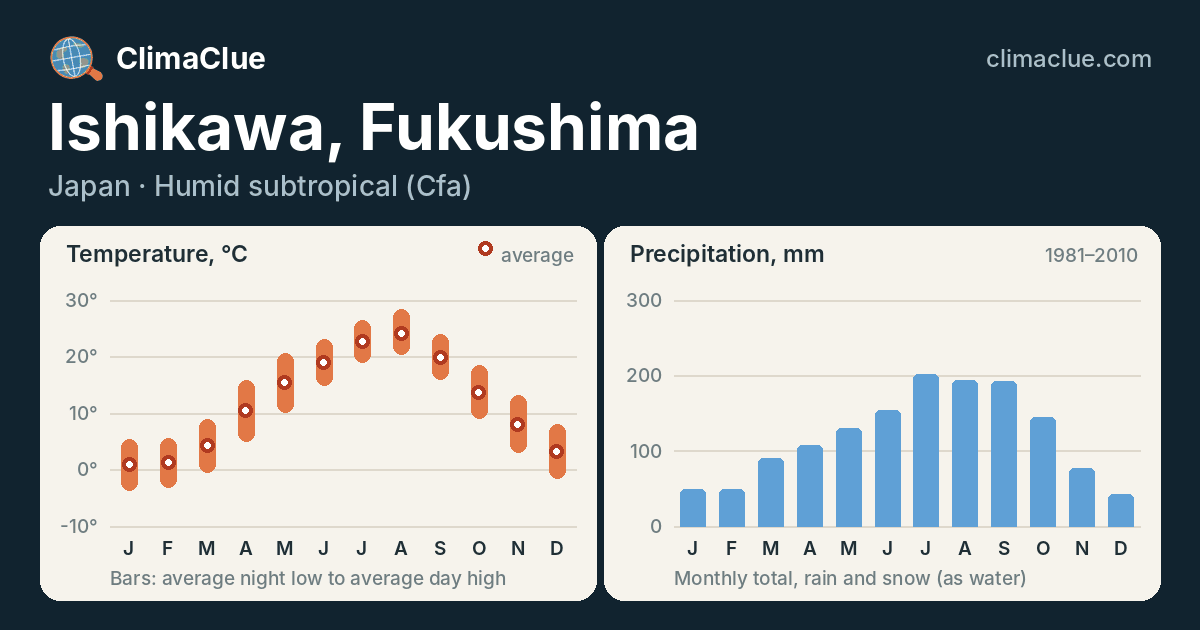 ClimaClue
climaclue.com
Ishikawa, Fukushima
Japan · Humid subtropical (Cfa)
Temperature, °C
average
30°
20°
10°
0°
-10°
J F M A M J J A S O N D
Bars: average night low to average day high
Precipitation, mm
1981–2010
300
200
100
0
J F M A M J J A S O N D
Monthly total, rain and snow (as water)